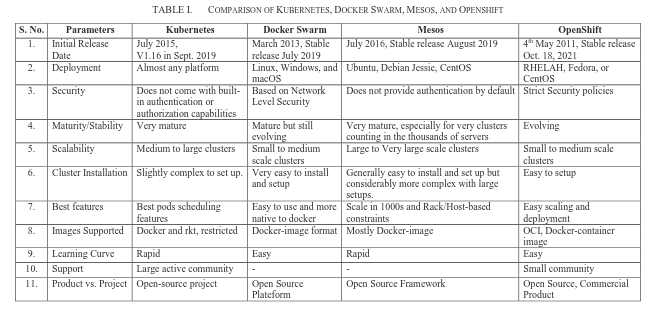 TABLE I. COMPARISON OF KUBERNETES, DOCKER SWARM, MESOS, AND OPENSHIFT
S. No. Parameters Kubernetes Docker Swarm Mesos OpenShift
1. Initial Release July 2015, March 2013, Stable July 2016, Stable release August 2019 4th May 2011, Stable release
Date V1.16 in Sept. 2019 release July 2019 Oct. 18, 2021
2. Deployment Almost any platform Linux, Windows, and Ubuntu, Debian Jessie, CentOS RHELAH, Fedora, or
macOS CentOS
3. Security Does not come with built- Based on Network Does not provide authentication by default Strict Security policies
in authentication or Level Security
authorization capabilities
4. Maturity/Stability Very mature Mature but still Very mature, especially for very clusters Evolving
evolving counting in the thousands of servers
5. Scalability Medium to large clusters Small to medium Large to Very large scale clusters Small to medium scale
scale clusters clusters
6. Cluster Installation Slightly complex to set up. Very easy to install Generally easy to install and set up but Easy to setup
and setup considerably more complex with large
setups.
7. Best features Best pods scheduling Easy to use and more Scale in 1000s and Rack/Host-based Easy scaling and
features native to docker constraints deployment
8. Images Supported Docker and rkt, restricted Docker-image format Mostly Docker-image OCI, Docker-container
image
9. Learning Curve Rapid Easy Rapid Easy
10. Support Large active community - - Small community
11. Product vs. Project Open-source project Open Source Open Source Framework Open Source, Commercial
Plateform Product